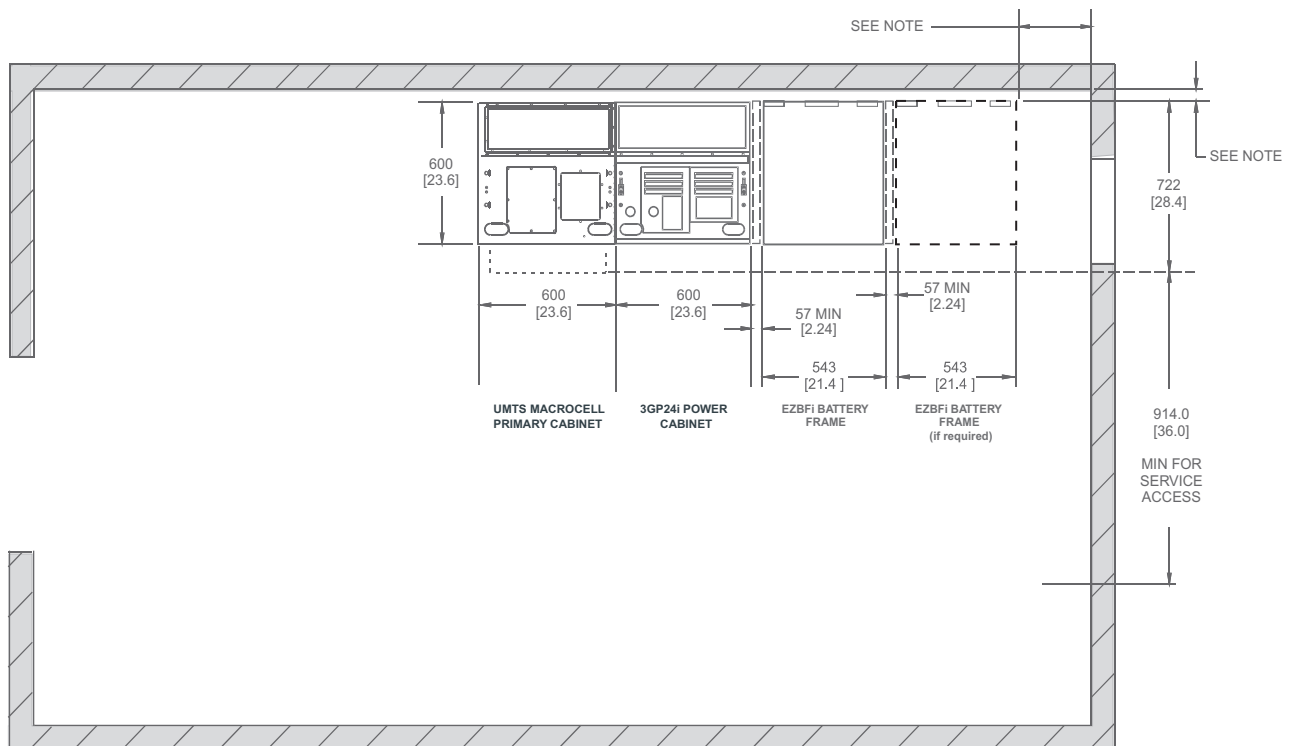 SEE NOTE
SEE NOTE
600
[23.6]
722
[28.4]
600
[23.6]
600
[23.6]
57 MIN
[2.24]
57 MIN
[2.24]
543
[21.4 ]
543
[21.4 ]
UMTS MACROCELL
PRIMARY CABINET
3GP24i POWER
CABINET
EZBFi BATTERY
FRAME
EZBFi BATTERY
FRAME
(if required)
914.0
[36.0]
MIN FOR
SERVICE
ACCESS